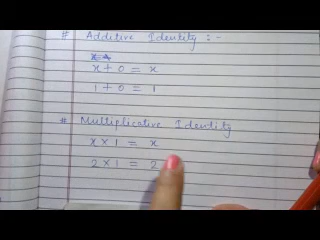 # Additive Identity :-
x + 0 = x
1 + 0 = 1
# Multiplicative Identity
x × 1 = x
2 × 1 = 2